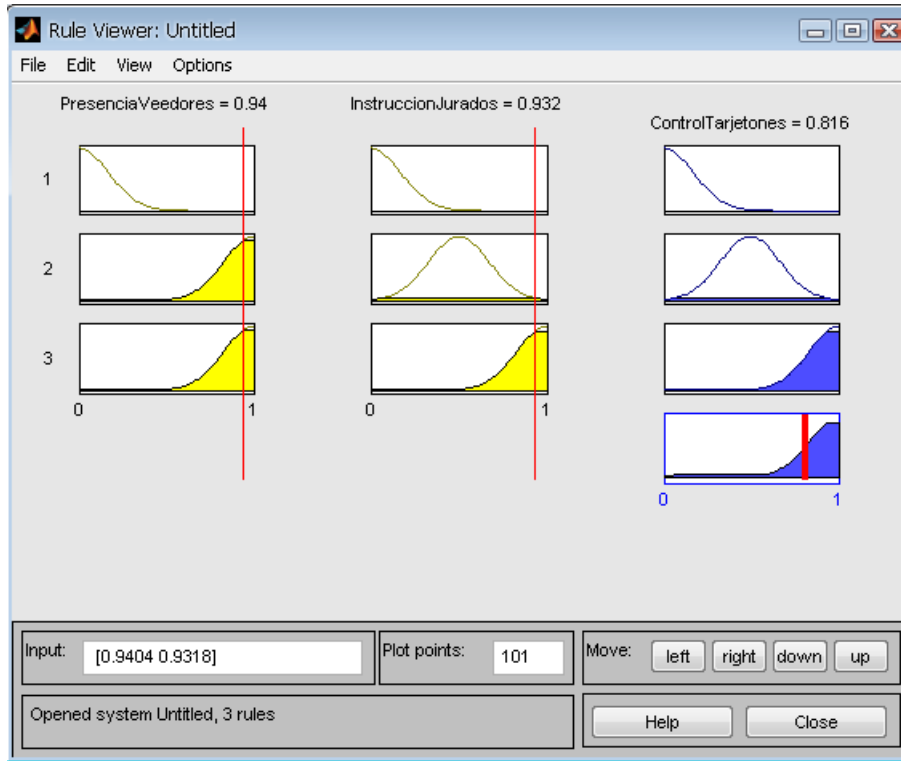 Rule Viewer: Untitled
File Edit View Options
PresenciaVeedores = 0.94
InstruccionJurados = 0.932
ControlTarjetones = 0.816
1
2
3
0 1
0 1
0 1
Input: [0.9404 0.9318]
Plot points: 101
Move: left right down up
Opened system Untitled, 3 rules
Help Close